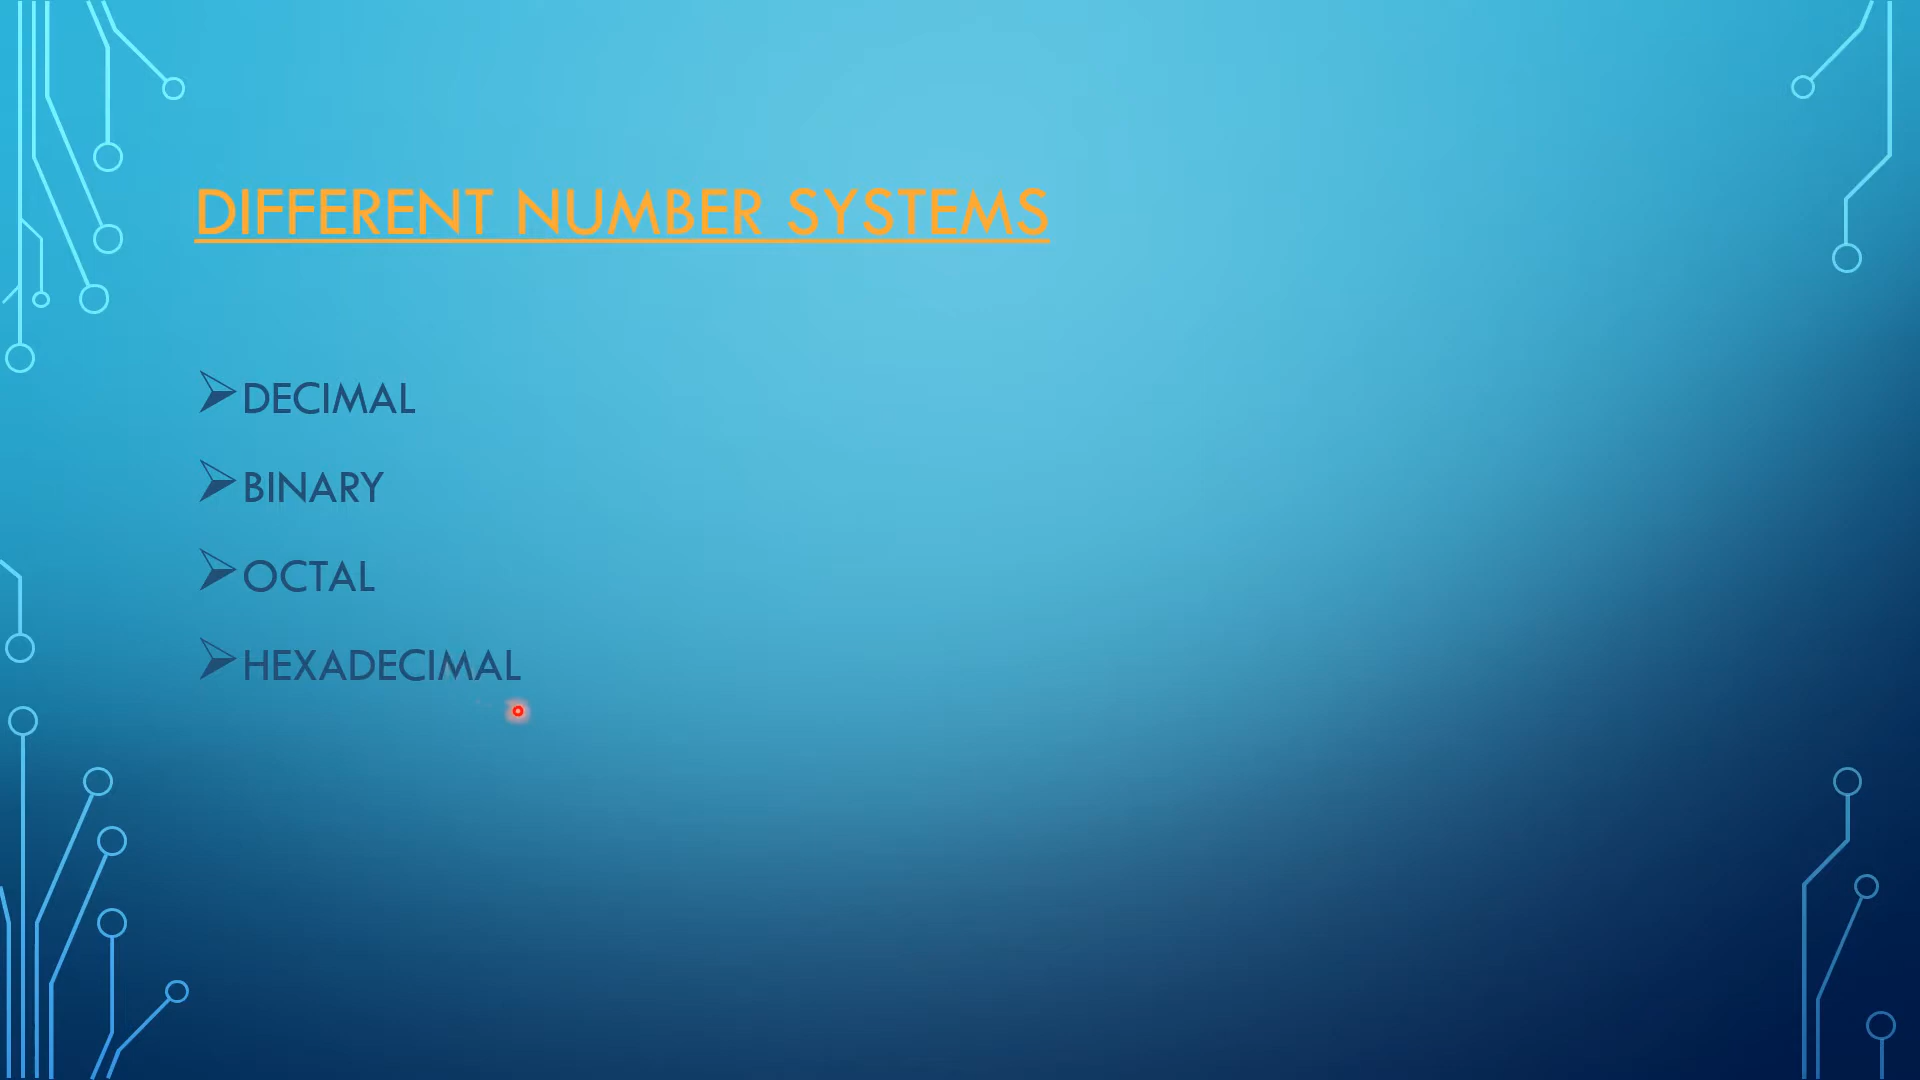 DIFFERENT NUMBER SYSTEMS
DECIMAL
BINARY
OCTAL
HEXADECIMAL